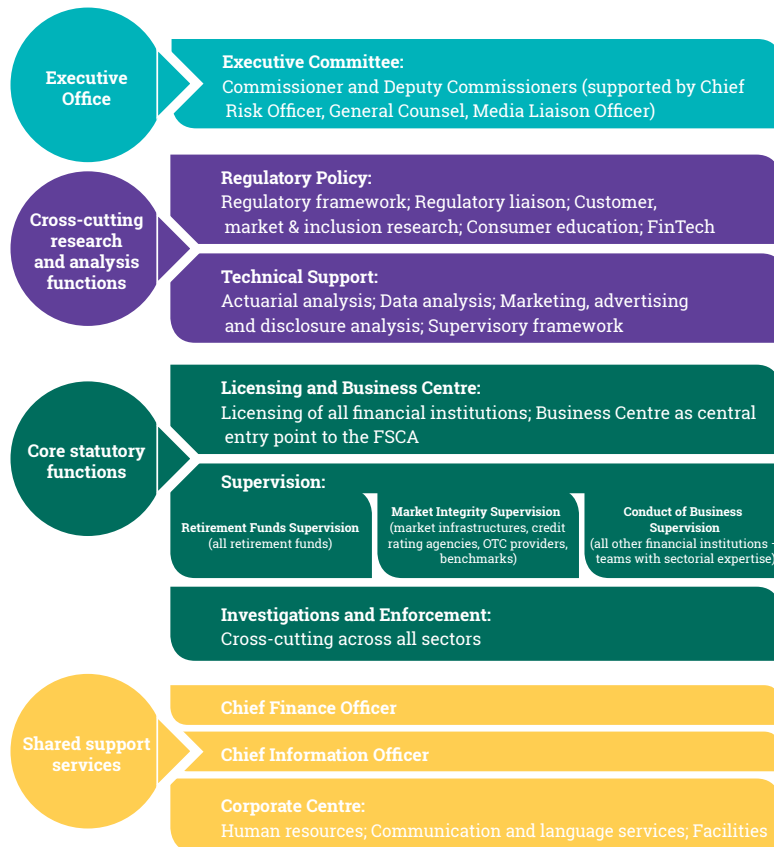 Executive
Office
Executive Committee:
Commissioner and Deputy Commissioners (supported by Chief
Risk Officer, General Counsel, Media Liaison Officer)
Cross-cutting
research
and analysis
functions
Regulatory Policy:
Regulatory framework; Regulatory liaison; Customer,
market & inclusion research; Consumer education; FinTech
Technical Support:
Actuarial analysis; Data analysis; Marketing, advertising
and disclosure analysis; Supervisory framework
Core statutory
functions
Licensing and Business Centre:
Licensing of all financial institutions; Business Centre as central
entry point to the FSCA
Supervision:
Retirement Funds Supervision
(all retirement funds)
Market Integrity Supervision
(market infrastructures, credit
rating agencies, OTC providers,
benchmarks)
Conduct of Business
Supervision
(all other financial institutions -
teams with sectorial expertise)
Investigations and Enforcement:
Cross-cutting across all sectors
Shared support
services
Chief Finance Officer
Chief Information Officer
Corporate Centre:
Human resources; Communication and language services; Facilities